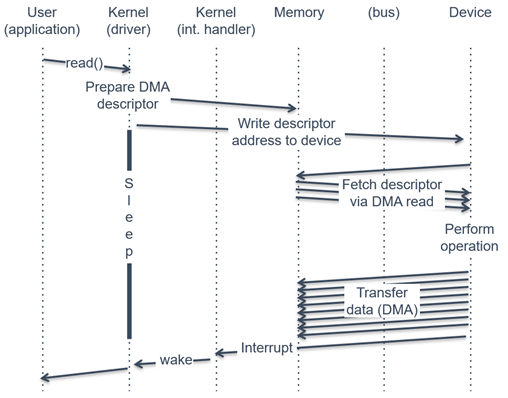 User
(application)
Kernel
(driver)
Kernel
(int. handler)
Memory
(bus)
Device
read()
Prepare DMA
descriptor
Write descriptor
address to device
Sleep
Fetch descriptor
via DMA read
Perform
operation
Transfer
data (DMA)
Interrupt
wake